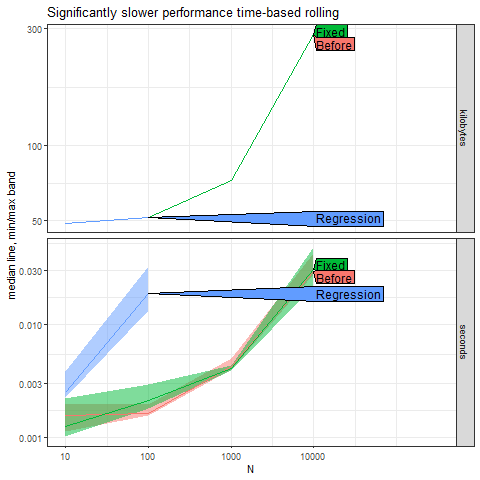 Significantly slower performance time-based rolling
300
100
50
Fixed
Before
Regression
kilobytes
median line, min/max band
0.030
0.010
0.003
0.001
Fixed
Before
Regression
seconds
10
100
1000
10000
N